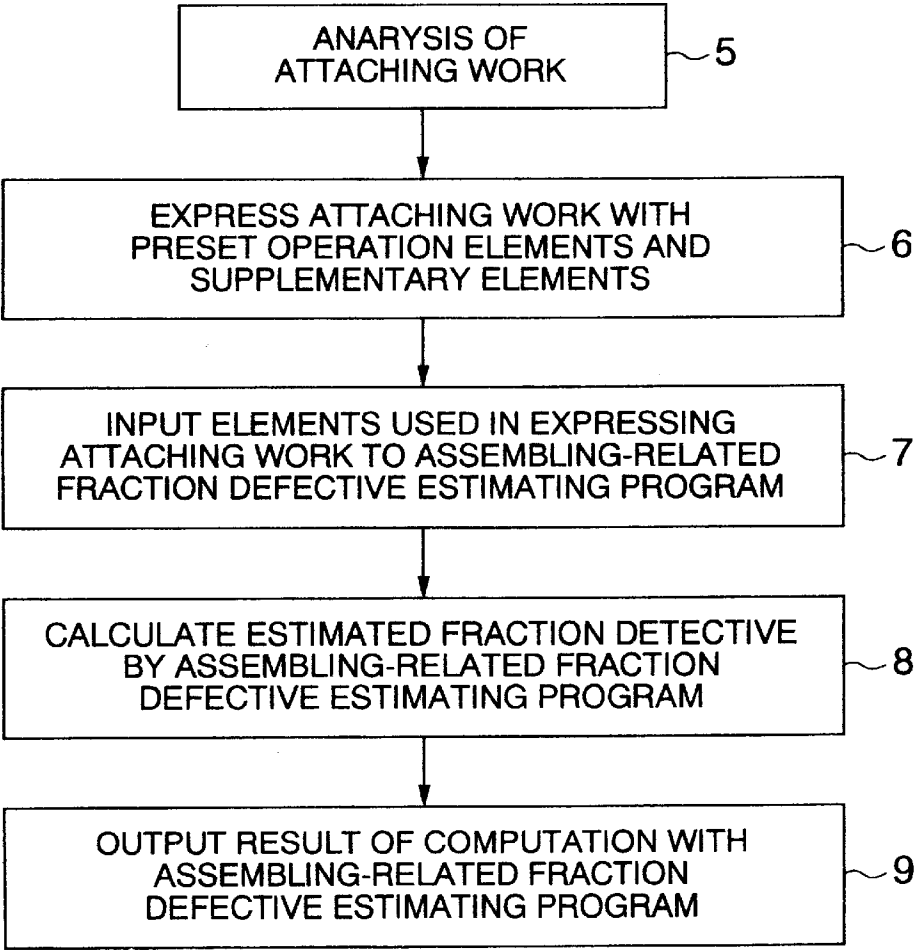 ANARYSIS OF
ATTACHING WORK
5
EXPRESS ATTACHING WORK WITH
PRESET OPERATION ELEMENTS AND
SUPPLEMENTARY ELEMENTS
6
INPUT ELEMENTS USED IN EXPRESSING
ATTACHING WORK TO ASSEMBLING-RELATED
FRACTION DEFECTIVE ESTIMATING PROGRAM
7
CALCULATE ESTIMATED FRACTION DETECTIVE
BY ASSEMBLING-RELATED FRACTION
DEFECTIVE ESTIMATING PROGRAM
8
OUTPUT RESULT OF COMPUTATION WITH
ASSEMBLING-RELATED FRACTION
DEFECTIVE ESTIMATING PROGRAM
9